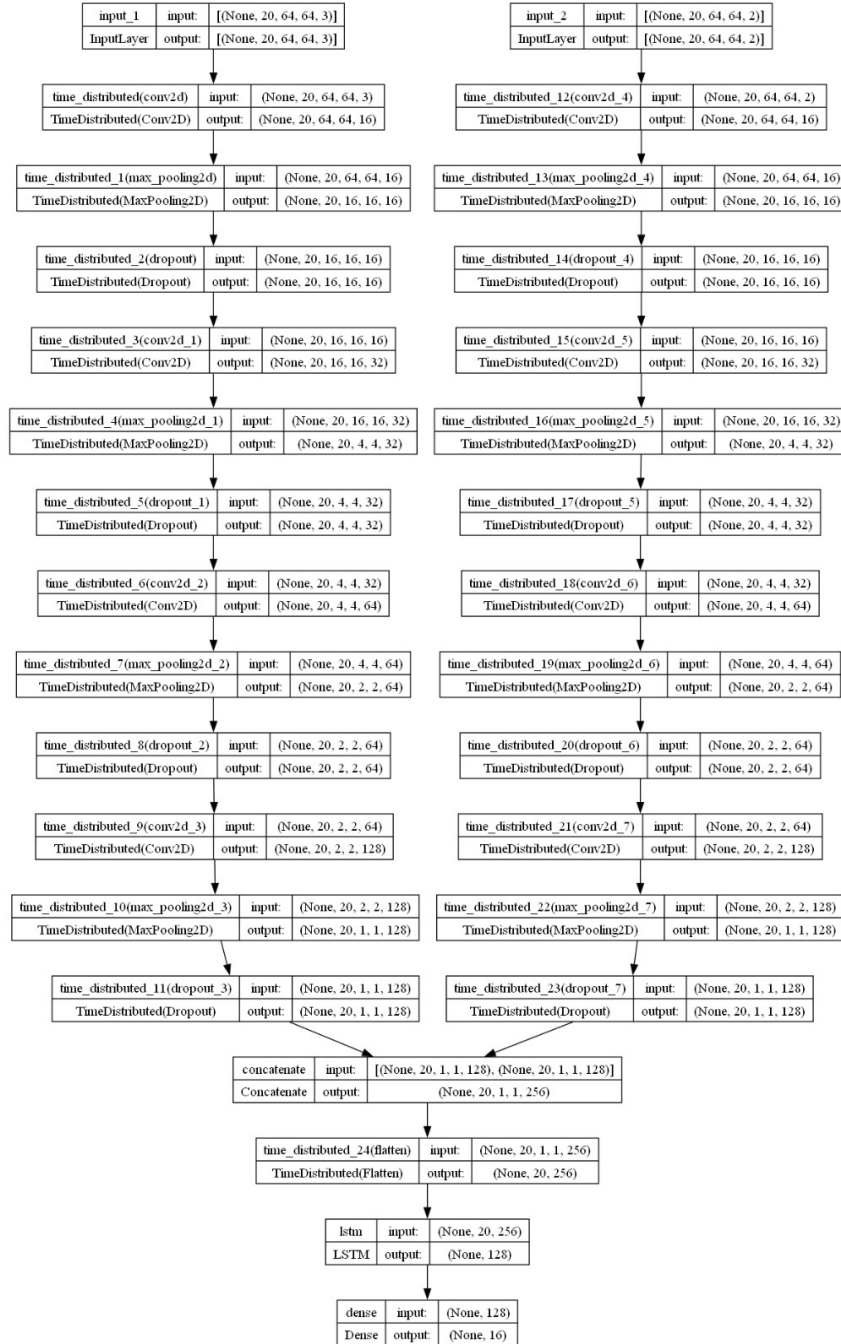 input_1 input: [(None, 20, 64, 64, 3)]
InputLayer output: [(None, 20, 64, 64, 3)]
input_2 input: [(None, 20, 64, 64, 2)]
InputLayer output: [(None, 20, 64, 64, 2)]
time_distributed(conv2d) input: (None, 20, 64, 64, 3)
TimeDistributed(Conv2D) output: (None, 20, 64, 64, 16)
time_distributed_12(conv2d_4) input: (None, 20, 64, 64, 2)
TimeDistributed(Conv2D) output: (None, 20, 64, 64, 16)
time_distributed_1(max_pooling2d) input: (None, 20, 64, 64, 16)
TimeDistributed(MaxPooling2D) output: (None, 20, 16, 16, 16)
time_distributed_13(max_pooling2d_4) input: (None, 20, 64, 64, 16)
TimeDistributed(MaxPooling2D) output: (None, 20, 16, 16, 16)
time_distributed_2(dropout) input: (None, 20, 16, 16, 16)
TimeDistributed(Dropout) output: (None, 20, 16, 16, 16)
time_distributed_14(dropout_4) input: (None, 20, 16, 16, 16)
TimeDistributed(Dropout) output: (None, 20, 16, 16, 16)
time_distributed_3(conv2d_1) input: (None, 20, 16, 16, 16)
TimeDistributed(Conv2D) output: (None, 20, 16, 16, 32)
time_distributed_15(conv2d_5) input: (None, 20, 16, 16, 16)
TimeDistributed(Conv2D) output: (None, 20, 16, 16, 32)
time_distributed_4(max_pooling2d_1) input: (None, 20, 16, 16, 32)
TimeDistributed(MaxPooling2D) output: (None, 20, 4, 4, 32)
time_distributed_16(max_pooling2d_5) input: (None, 20, 16, 16, 32)
TimeDistributed(MaxPooling2D) output: (None, 20, 4, 4, 32)
time_distributed_5(dropout_1) input: (None, 20, 4, 4, 32)
TimeDistributed(Dropout) output: (None, 20, 4, 4, 32)
time_distributed_17(dropout_5) input: (None, 20, 4, 4, 32)
TimeDistributed(Dropout) output: (None, 20, 4, 4, 32)
time_distributed_6(conv2d_2) input: (None, 20, 4, 4, 32)
TimeDistributed(Conv2D) output: (None, 20, 4, 4, 64)
time_distributed_18(conv2d_6) input: (None, 20, 4, 4, 32)
TimeDistributed(Conv2D) output: (None, 20, 4, 4, 64)
time_distributed_7(max_pooling2d_2) input: (None, 20, 4, 4, 64)
TimeDistributed(MaxPooling2D) output: (None, 20, 2, 2, 64)
time_distributed_19(max_pooling2d_6) input: (None, 20, 4, 4, 64)
TimeDistributed(MaxPooling2D) output: (None, 20, 2, 2, 64)
time_distributed_8(dropout_2) input: (None, 20, 2, 2, 64)
TimeDistributed(Dropout) output: (None, 20, 2, 2, 64)
time_distributed_20(dropout_6) input: (None, 20, 2, 2, 64)
TimeDistributed(Dropout) output: (None, 20, 2, 2, 64)
time_distributed_9(conv2d_3) input: (None, 20, 2, 2, 64)
TimeDistributed(Conv2D) output: (None, 20, 2, 2, 128)
time_distributed_21(conv2d_7) input: (None, 20, 2, 2, 64)
TimeDistributed(Conv2D) output: (None, 20, 2, 2, 128)
time_distributed_10(max_pooling2d_3) input: (None, 20, 2, 2, 128)
TimeDistributed(MaxPooling2D) output: (None, 20, 1, 1, 128)
time_distributed_22(max_pooling2d_7) input: (None, 20, 2, 2, 128)
TimeDistributed(MaxPooling2D) output: (None, 20, 1, 1, 128)
time_distributed_11(dropout_3) input: (None, 20, 1, 1, 128)
TimeDistributed(Dropout) output: (None, 20, 1, 1, 128)
time_distributed_23(dropout_7) input: (None, 20, 1, 1, 128)
TimeDistributed(Dropout) output: (None, 20, 1, 1, 128)
concatenate input: [(None, 20, 1, 1, 128), (None, 20, 1, 1, 128)]
Concatenate output: (None, 20, 1, 1, 256)
time_distributed_24(flatten) input: (None, 20, 1, 1, 256)
TimeDistributed(Flatten) output: (None, 20, 256)
lstm input: (None, 20, 256)
LSTM output: (None, 128)
dense input: (None, 128)
Dense output: (None, 16)